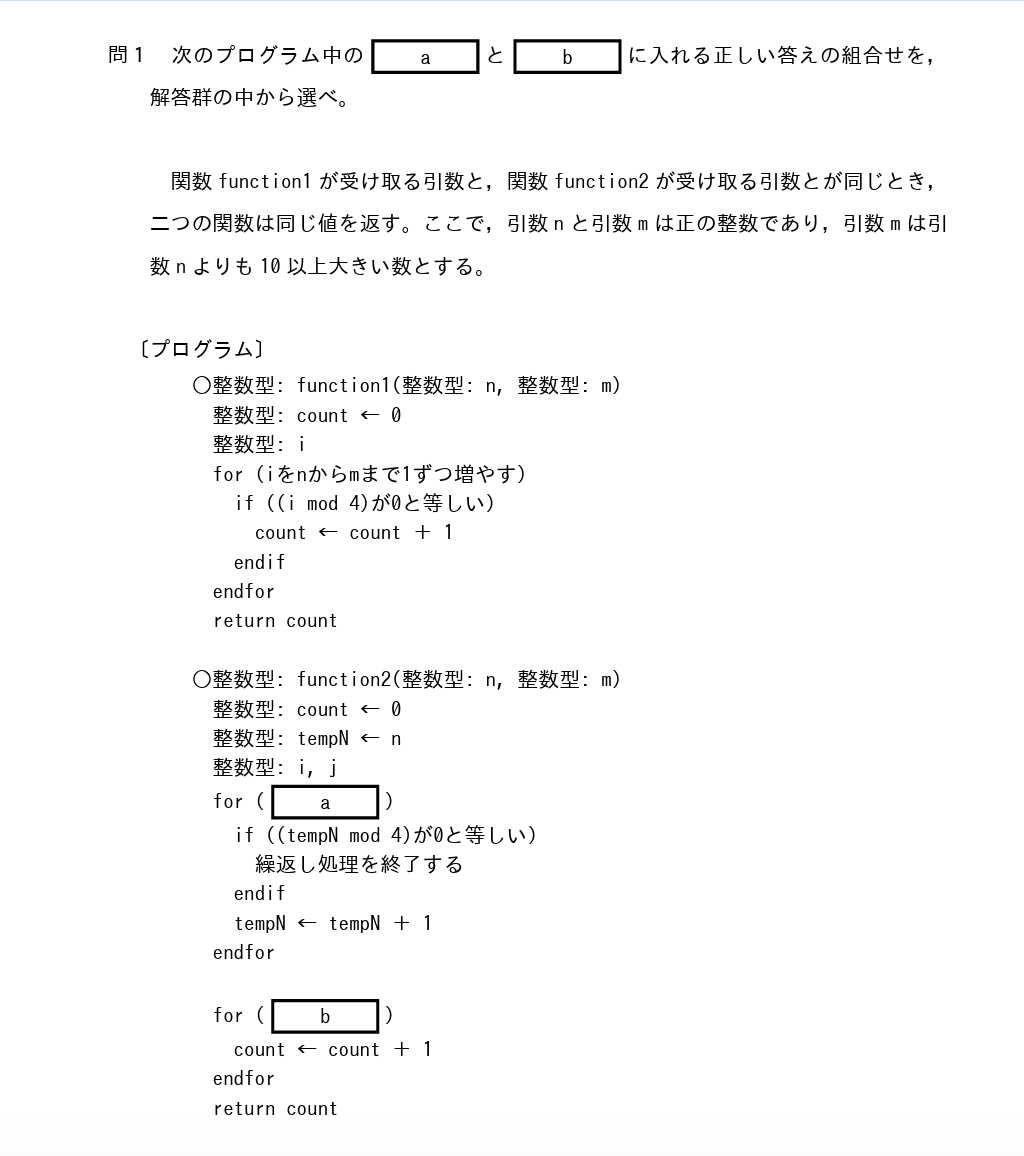 問1　次のプログラム中の a と b に入れる正しい答えの組合せを，
解答群の中から選べ。
関数 function1 が受け取る引数と，関数 function2 が受け取る引数とが同じとき，
二つの関数は同じ値を返す。ここで，引数 n と引数 m は正の整数であり，引数 m は引
数 n よりも 10 以上大きい数とする。
〔プログラム〕
○整数型: function1(整数型: n, 整数型: m)
整数型: count ← 0
整数型: i
for (iをnからmまで1ずつ増やす)
if ((i mod 4)が0と等しい)
count ← count ＋ 1
endif
endfor
return count
○整数型: function2(整数型: n, 整数型: m)
整数型: count ← 0
整数型: tempN ← n
整数型: i, j
for ( a )
if ((tempN mod 4)が0と等しい)
繰返し処理を終了する
endif
tempN ← tempN ＋ 1
endfor
for ( b )
count ← count ＋ 1
endfor
return count